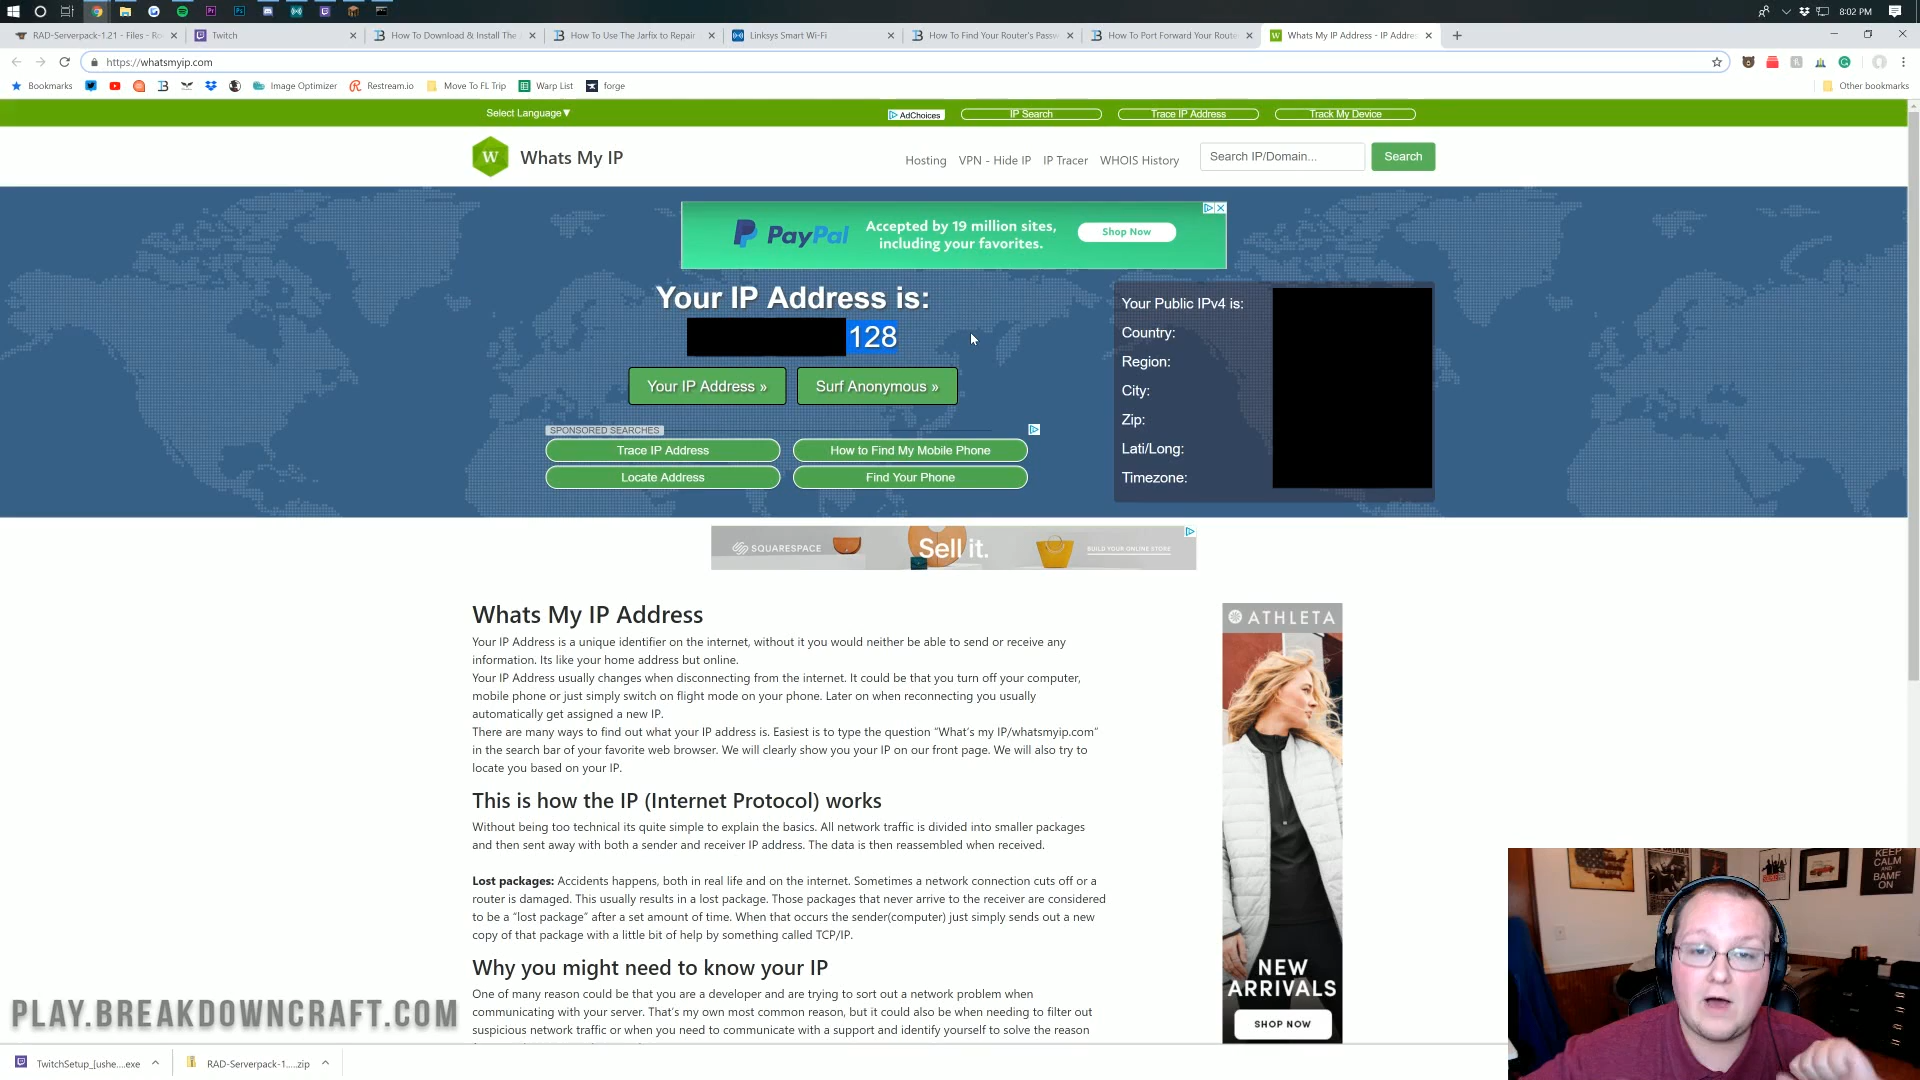 8:02 PM
RAD-Serverpack-1.21 - Files - Ro
Twitch
How To Download & Install The J
How To Use The Jarfix to Repair
Linksys Smart Wi-Fi
How To Find Your Router's Passw
How To Port Forward Your Router
Whats My IP Address - IP Addres
https://whatsmyip.com
Bookmarks
Image Optimizer
Restream.io
Move To FL Trip
Warp List
forge
Other bookmarks
Select Language▼
AdChoices
IP Search
Trace IP Address
Track My Device
W
Whats My IP
Hosting
VPN - Hide IP
IP Tracer
WHOIS History
Search IP/Domain...
Search
PayPal
Accepted by 19 million sites,
including your favorites.
Shop Now
Your IP Address is:
128
Your IP Address »
Surf Anonymous »
SPONSORED SEARCHES
Trace IP Address
How to Find My Mobile Phone
Locate Address
Find Your Phone
Your Public IPv4 is:
Country:
Region:
City:
Zip:
Lati/Long:
Timezone:
SQUARESPACE
Sell it.
BUILD YOUR ONLINE STORE
Whats My IP Address
Your IP Address is a unique identifier on the internet, without it you would neither be able to send or receive any
information. Its like your home address but online.
Your IP Address usually changes when disconnecting from the internet. It could be that you turn off your computer,
mobile phone or just simply switch on flight mode on your phone. Later on when reconnecting you usually
automatically get assigned a new IP.
There are many ways to find out what your IP address is. Easiest is to type the question “What's my IP/whatsmyip.com”
in the search bar of your favorite web browser. We will clearly show you your IP on our front page. We will also try to
locate you based on your IP.
This is how the IP (Internet Protocol) works
Without being too technical its quite simple to explain the basics. All network traffic is divided into smaller packages
and then sent away with both a sender and receiver IP address. The data is then reassembled when received.
Lost packages: Accidents happens, both in real life and on the internet. Sometimes a network connection cuts off or a
router is damaged. This usually results in a lost package. Those packages that never arrive to the receiver are considered
to be a “lost package” after a set amount of time. When that occurs the sender(computer) just simply sends out a new
copy of that package with a little bit of help by something called TCP/IP.
Why you might need to know your IP
One of many reason could be that you are a developer and are trying to sort out a network problem when
communicating with your server. That's my own most common reason, but it could also be when needing to filter out
suspicious network traffic or when you need to communicate with a support and identify yourself to solve the reason
ATHLETA
NEW
ARRIVALS
SHOP NOW
KEEP
CALM
AND
BAMF
ON
PLAY.BREAKDOWNCRAFT.COM
TwitchSetup_[ushe....exe
RAD-Serverpack-1.....zip